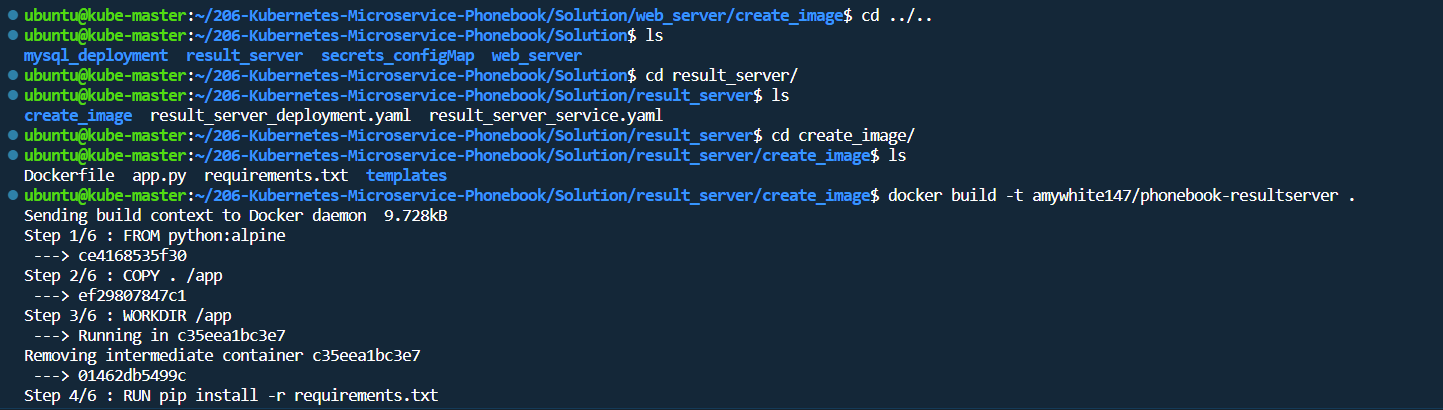 ubuntu@kube-master:~/206-Kubernetes-Microservice-Phonebook/Solution/web_server/create_image$ cd ../..
ubuntu@kube-master:~/206-Kubernetes-Microservice-Phonebook/Solution$ ls
mysql_deployment  result_server  secrets_configMap  web_server
ubuntu@kube-master:~/206-Kubernetes-Microservice-Phonebook/Solution$ cd result_server/
ubuntu@kube-master:~/206-Kubernetes-Microservice-Phonebook/Solution/result_server$ ls
create_image  result_server_deployment.yaml  result_server_service.yaml
ubuntu@kube-master:~/206-Kubernetes-Microservice-Phonebook/Solution/result_server$ cd create_image/
ubuntu@kube-master:~/206-Kubernetes-Microservice-Phonebook/Solution/result_server/create_image$ ls
Dockerfile  app.py  requirements.txt  templates
ubuntu@kube-master:~/206-Kubernetes-Microservice-Phonebook/Solution/result_server/create_image$ docker build -t amywhite147/phonebook-resultserver .
Sending build context to Docker daemon  9.728kB
Step 1/6 : FROM python:alpine
 ---> ce4168535f30
Step 2/6 : COPY . /app
 ---> ef29807847c1
Step 3/6 : WORKDIR /app
 ---> Running in c35eea1bc3e7
Removing intermediate container c35eea1bc3e7
 ---> 01462db5499c
Step 4/6 : RUN pip install -r requirements.txt